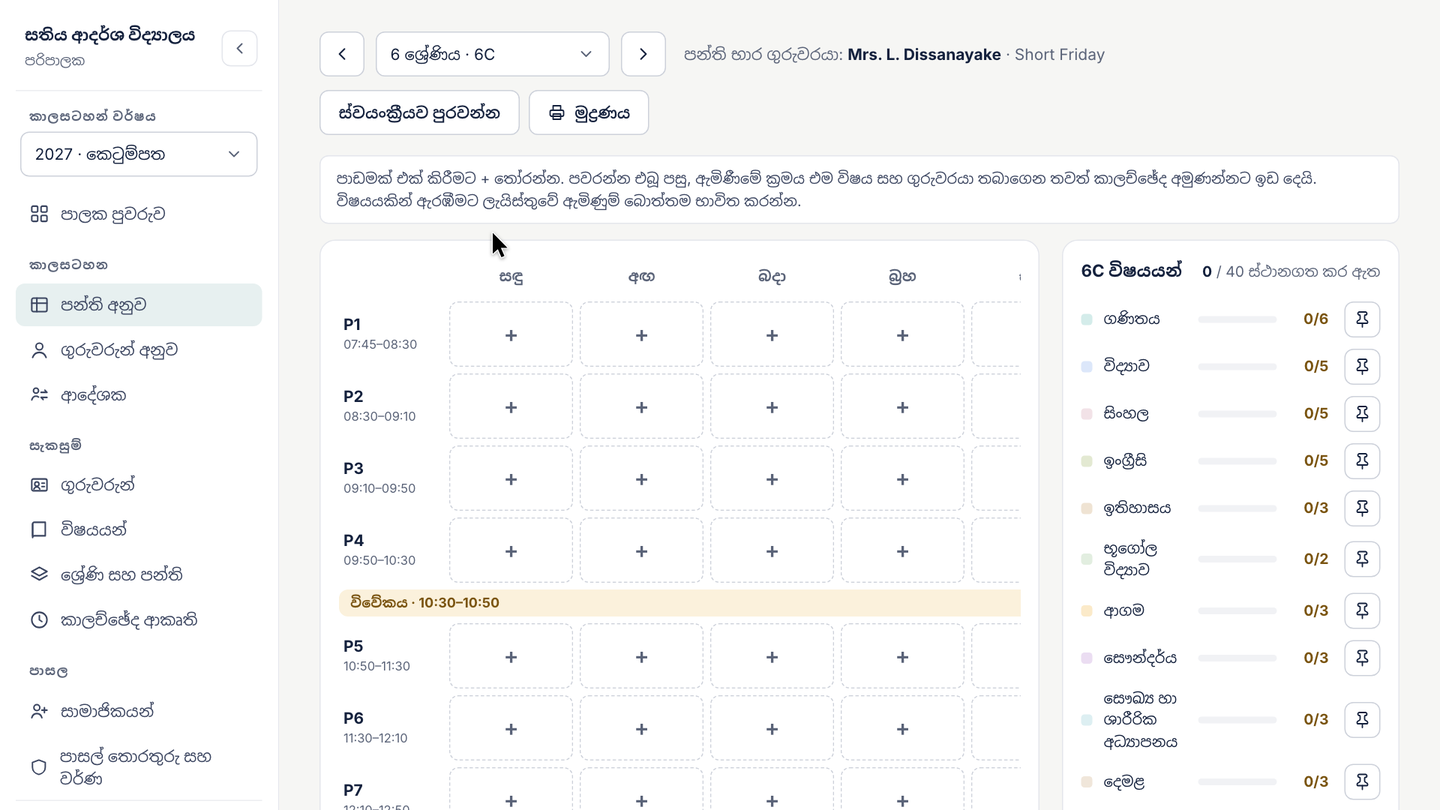 සතිය ආදර්ශ විද්‍යාලය
පරිපාලක
කාලසටහන් වර්ෂය
2027 · කෙටුම්පත
පාලක පුවරුව
කාලසටහන
පන්ති අනුව
ගුරුවරුන් අනුව
ආදේශක
සැකසුම්
ගුරුවරුන්
විෂයයන්
ශ්‍රේණි සහ පන්ති
කාලච්ඡේද ආකෘති
පාසල
සාමාජිකයන්
පාසල් තොරතුරු සහ
වර්ණ
6 ශ්‍රේණිය · 6C
පන්ති භාර ගුරුවරයා: Mrs. L. Dissanayake · Short Friday
ස්වයංක්‍රීයව පුරවන්න
මුද්‍රණය
පාඩමක් එක් කිරීමට + තෝරන්න. පවරන්න එබූ පසු, ඇමිණීමේ ක්‍රමය එම විෂය සහ ගුරුවරයා තබාගෙන තවත් කාලච්ඡේද අමුණන්නට ඉඩ දෙයි.
විෂයයකින් ඇරඹීමට ලැයිස්තුවේ ඇමිණුම් බොත්තම භාවිත කරන්න.
සඳු අඟ බදා බ්‍රහ
P1 + + + +
07:45–08:30
P2 + + + +
08:30–09:10
P3 + + + +
09:10–09:50
P4 + + + +
09:50–10:30
විවේකය · 10:30–10:50
P5 + + + +
10:50–11:30
P6 + + + +
11:30–12:10
P7 + + + +
12:10–12:50
6C විෂයයන් 0 / 40 ස්ථානගත කර ඇත
ගණිතය 0/6
විද්‍යාව 0/5
සිංහල 0/5
ඉංග්‍රීසි 0/5
ඉතිහාසය 0/3
භූගෝල
විද්‍යාව 0/2
ආගම 0/3
සෞන්දර්ය 0/3
සෞඛ්‍ය හා
ශාරීරික 0/3
අධ්‍යාපනය
දෙමළ 0/3